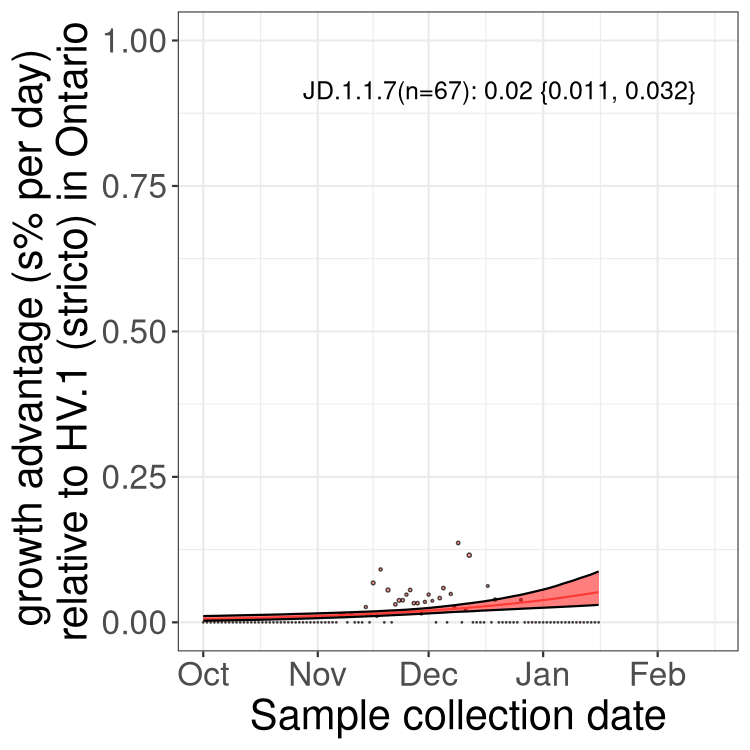 growth advantage (s% per day)
relative to HV.1 (stricto) in Ontario
1.00
0.75
0.50
0.25
0.00
JD.1.1.7(n=67): 0.02 {0.011, 0.032}
Oct Nov Dec Jan Feb
Sample collection date